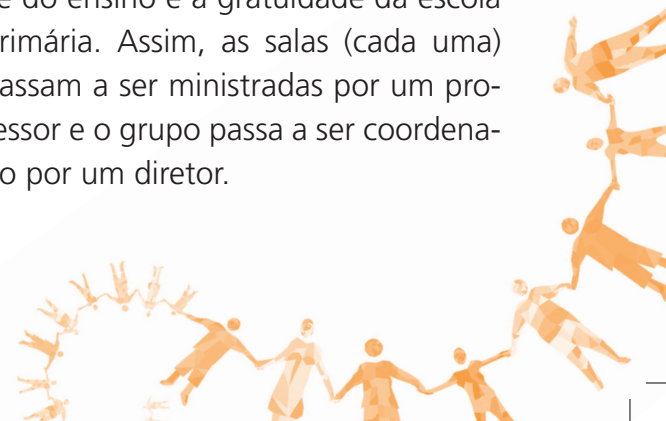 e do ensino e a gratuidade da escola
rimária. Assim, as salas (cada uma)
assam a ser ministradas por um pro-
essor e o grupo passa a ser coordena-
o por um diretor.